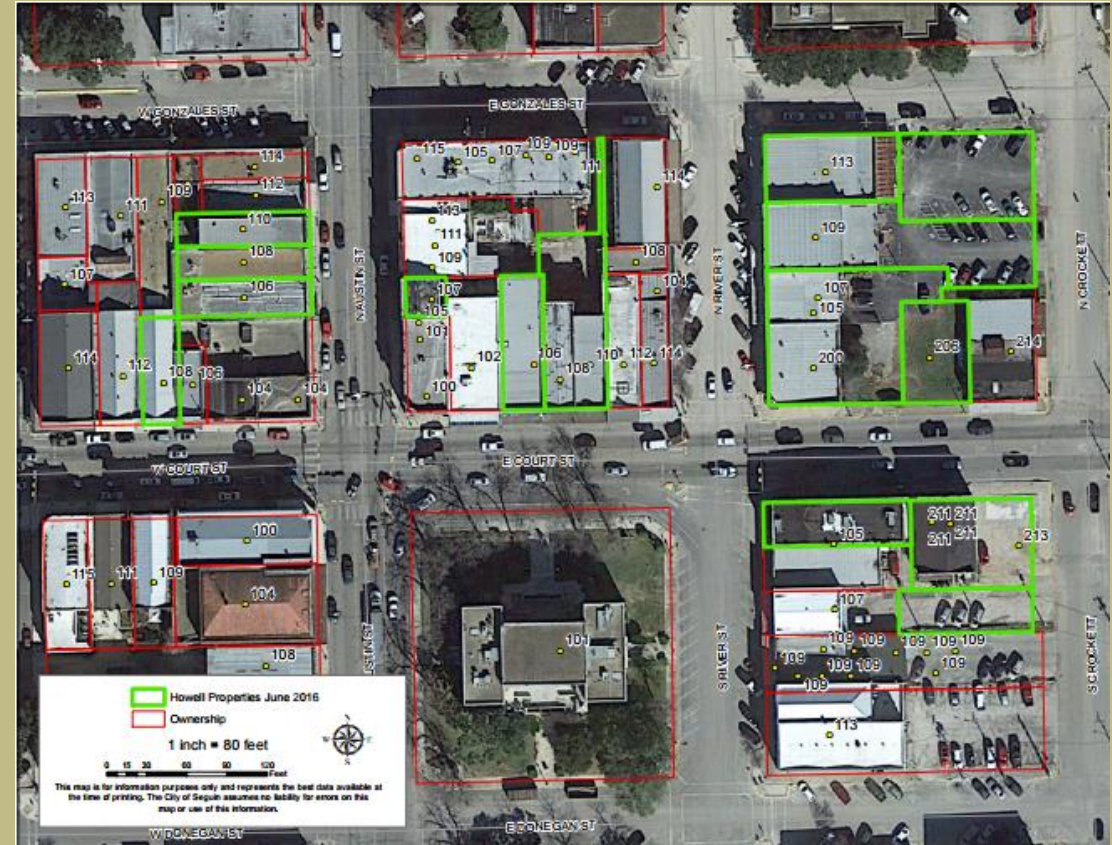 W GONZALES ST
E GONZALES ST
115 105 107 109 109 111
114
112
113 111 109
110
108
106
107
114 112 108 106 104 104
N AUSTIN ST
113
111
109
107
105
101
100 102 106 108 110 112 114
114
108
104
N RIVER ST
113
109
107
105
200 206 214
N CROCKETT
W COURT ST
E COURT ST
115 111 109
100
104
108
101
S RIVER ST
105
211 211
211 211
213
107
109 109 109 109 109
109 109 109 109
109
113
S CROCKETT
Howell Properties June 2016
Ownership
1 inch = 80 feet
N
W E
S
0 15 30 60 90 120
Feet
This map is for information purposes only and represents the best data available at
the time of printing. The City of Seguin assumes no liability for errors on this
map or use of this information.
W DONEGAN ST
E DONEGAN ST